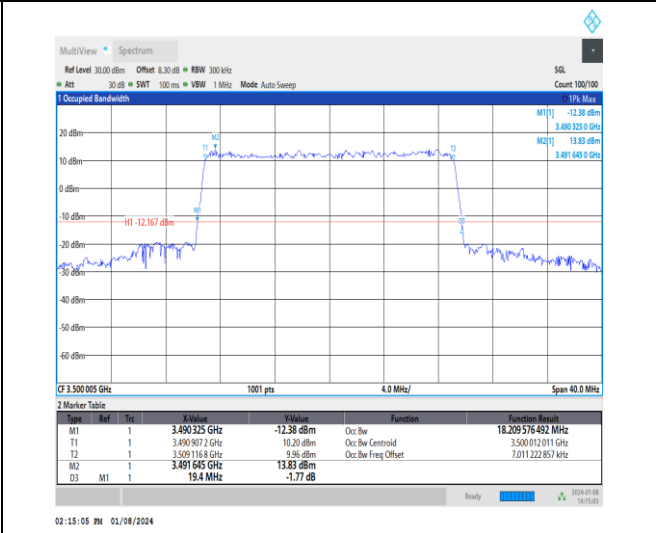 MultiView Spectrum
Ref Level 30.00 dBm Offset 8.30 dB RBW 300 kHz SGL
Att 30 dB SWT 100 ms VBW 1 MHz Mode Auto Sweep Count 100/100
1 Occupied Bandwidth 1Pk Max
M1[1] -12.38 dBm
3.490 325 0 GHz
M2[1] 13.83 dBm
3.491 645 0 GHz
20 dBm
M2
T1 T2
10 dBm
0 dBm
-10 dBm
M1
H1 -12.167 dBm
D3
-20 dBm
-30 dBm
-40 dBm
-50 dBm
-60 dBm
CF 3.500 005 GHz 1001 pts 4.0 MHz/ Span 40.0 MHz
2 Marker Table
Type Ref Trc X-Value Y-Value Function Function Result
M1 1 3.490 325 GHz -12.38 dBm Occ Bw 18.209 576 492 MHz
T1 1 3.490 907 2 GHz 10.20 dBm Occ Bw Centroid 3.500 012 011 GHz
T2 1 3.509 116 8 GHz 9.96 dBm Occ Bw Freq Offset 7.011 222 857 kHz
M2 1 3.491 645 GHz 13.83 dBm
D3 M1 1 19.4 MHz -1.77 dB
Ready 2024-01-08
14:15:03
02:15:05 PM 01/08/2024